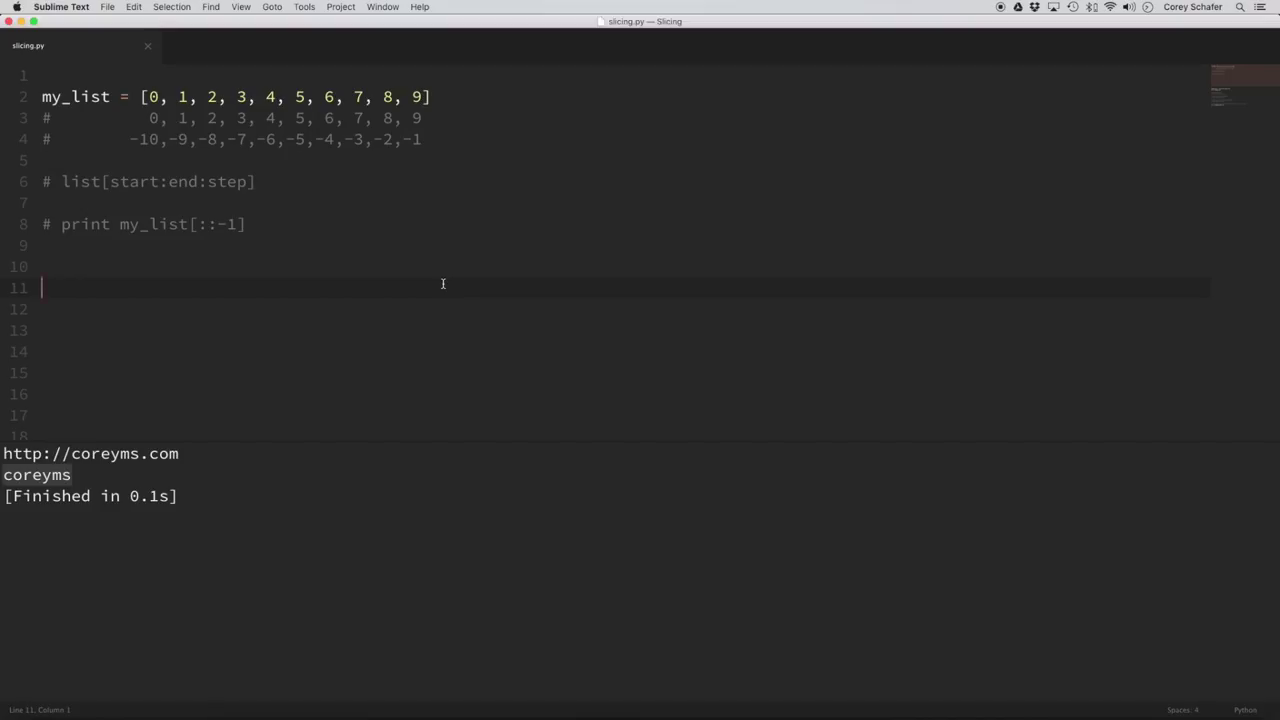 Sublime Text File Edit Selection Find View Goto Tools Project Window Help Corey Schafer
slicing.py — Slicing
slicing.py
1
2 my_list = [0, 1, 2, 3, 4, 5, 6, 7, 8, 9]
3 # 0, 1, 2, 3, 4, 5, 6, 7, 8, 9
4 # -10,-9,-8,-7,-6,-5,-4,-3,-2,-1
5
6 # list[start:end:step]
7
8 # print my_list[::-1]
9
10
11
12
13
14
15
16
17
18
http://coreyms.com
coreyms
[Finished in 0.1s]
Line 11, Column 1 Spaces: 4 Python